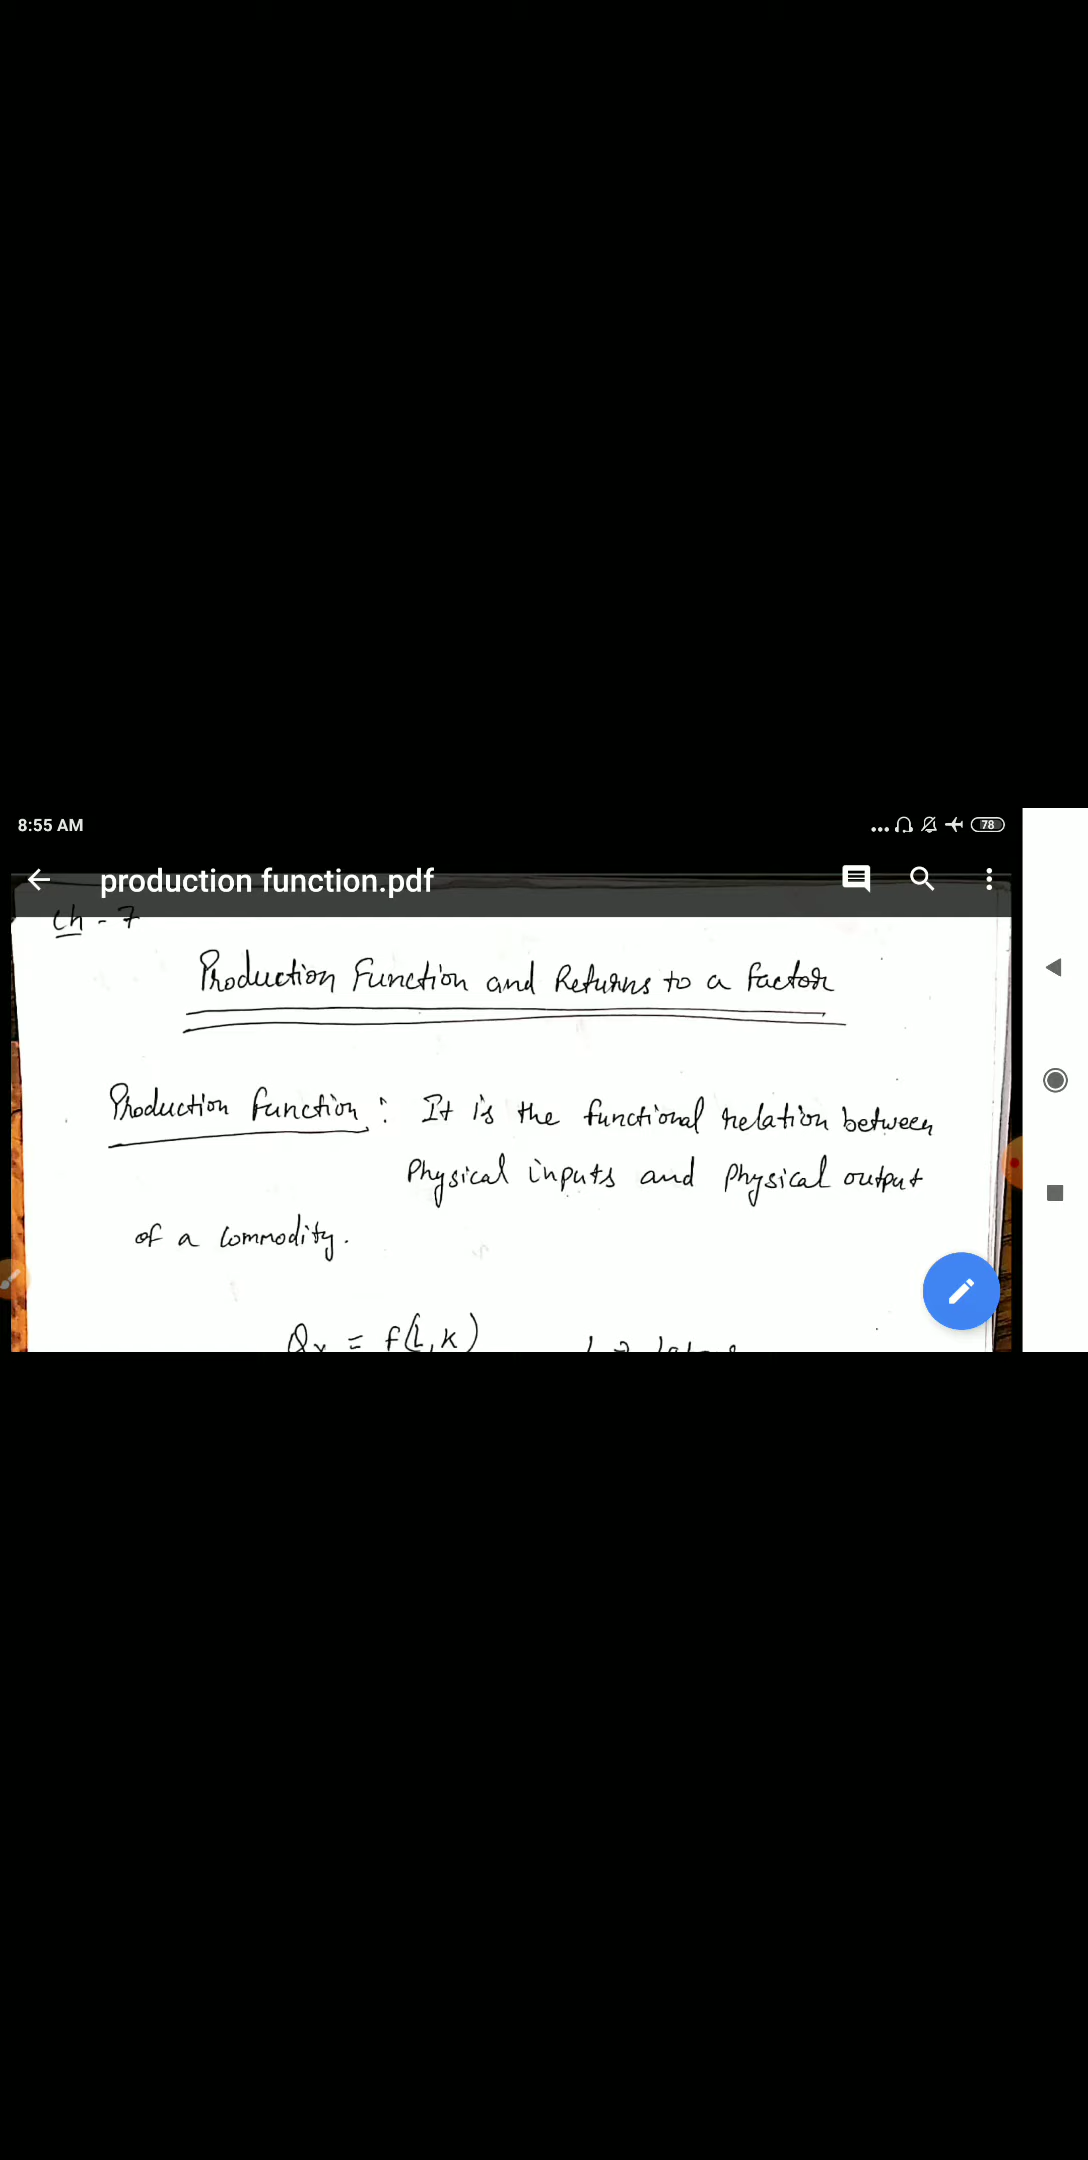 8:55 AM
78
production function.pdf
Ch - 7
Production Function and Returns to a factor
Production function : It is the functional relation between
Physical inputs and physical output
of a commodity.
Qx = f(L,K)